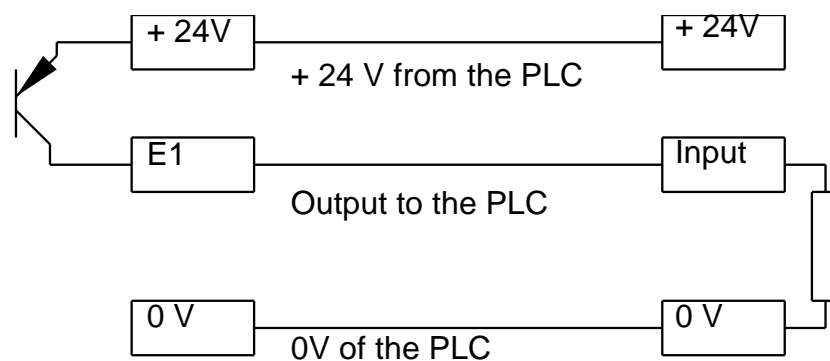 + 24V
+ 24V
+ 24 V from the PLC
E1
Input
Output to the PLC
0 V
0 V
0V of the PLC